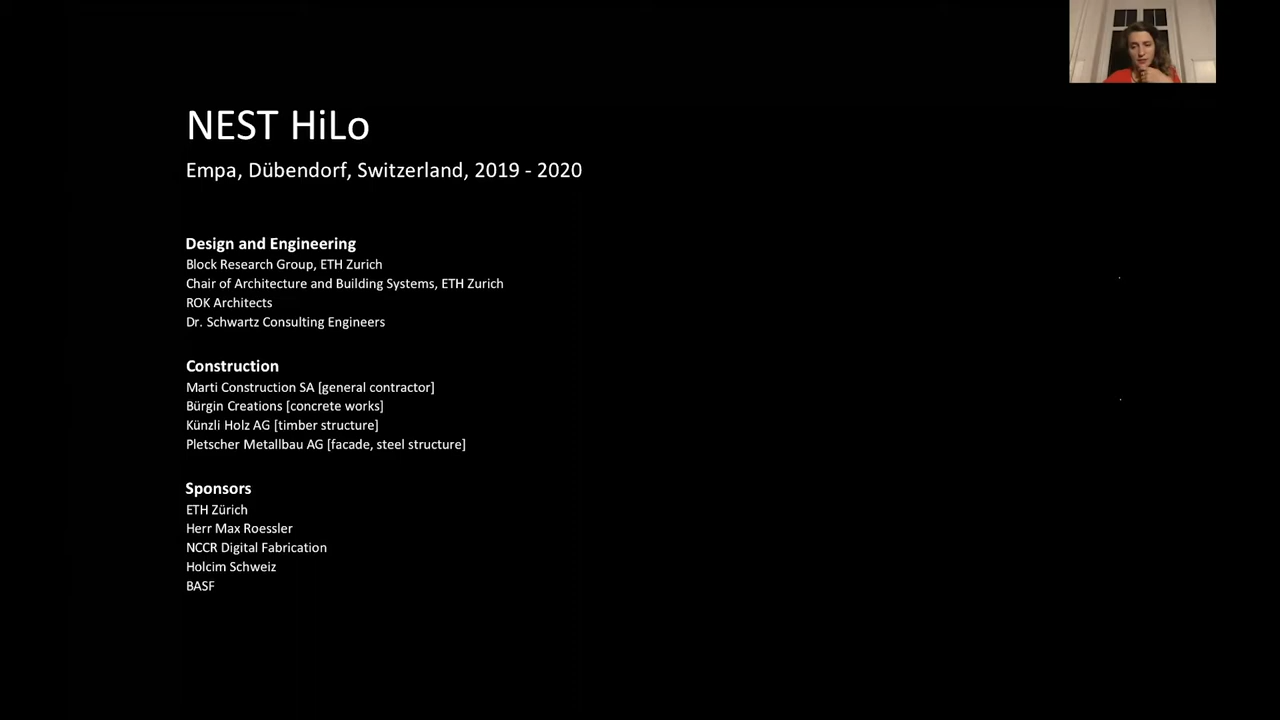 NEST HiLo
Empa, Dübendorf, Switzerland, 2019 - 2020
Design and Engineering
Block Research Group, ETH Zurich
Chair of Architecture and Building Systems, ETH Zurich
ROK Architects
Dr. Schwartz Consulting Engineers
Construction
Marti Construction SA [general contractor]
Bürgin Creations [concrete works]
Künzli Holz AG [timber structure]
Pletscher Metallbau AG [facade, steel structure]
Sponsors
ETH Zürich
Herr Max Roessler
NCCR Digital Fabrication
Holcim Schweiz
BASF